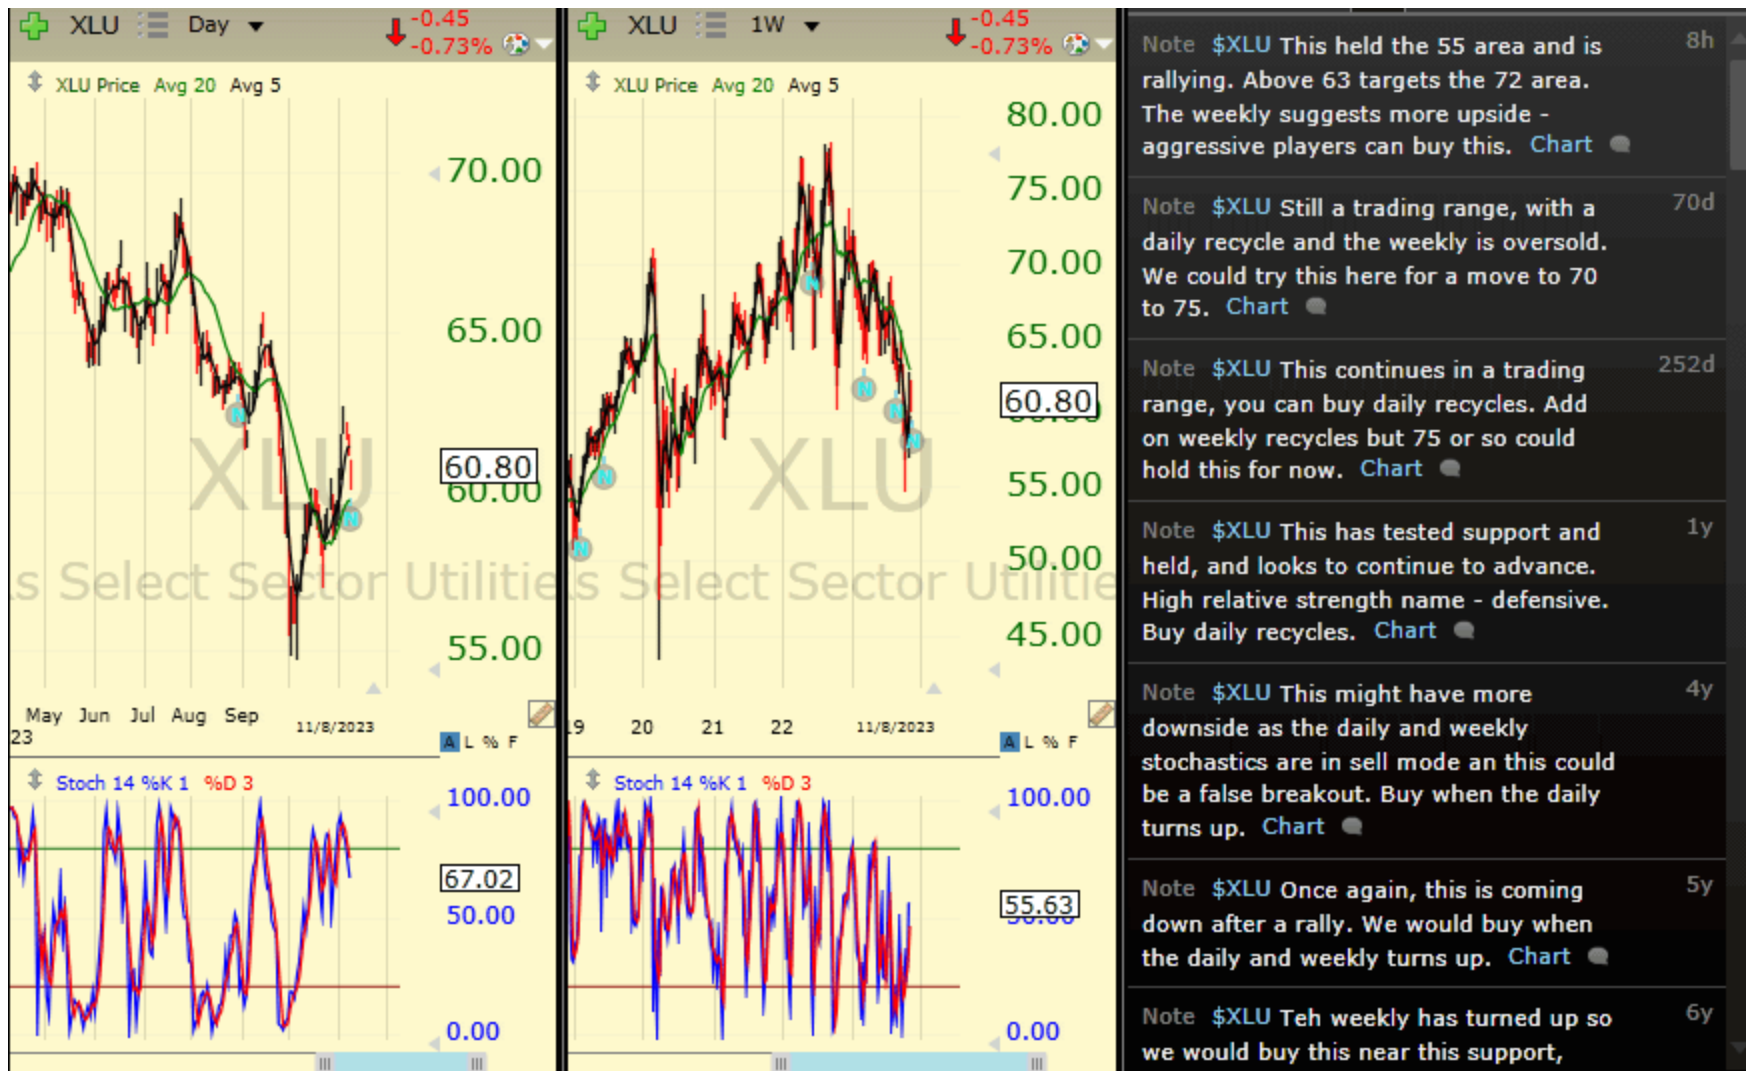 XLU Day -0.45
-0.73%
XLU Price Avg 20 Avg 5
70.00
65.00
60.80
60.00
55.00
XLU
s Select Sector Utilitie
May Jun Jul Aug Sep 11/8/2023
23
A L % F
Stoch 14 %K 1 %D 3
100.00
67.02
50.00
0.00
N
N
XLU 1W -0.45
-0.73%
XLU Price Avg 20 Avg 5
80.00
75.00
70.00
65.00
60.80
55.00
50.00
45.00
XLU
s Select Sector Utilitie
N
N
N
N
N
N
19 20 21 22 11/8/2023
A L % F
Stoch 14 %K 1 %D 3
100.00
55.63
50.00
0.00
Note $XLU This held the 55 area and is 8h
rallying. Above 63 targets the 72 area.
The weekly suggests more upside -
aggressive players can buy this. Chart
Note $XLU Still a trading range, with a 70d
daily recycle and the weekly is oversold.
We could try this here for a move to 70
to 75. Chart
Note $XLU This continues in a trading 252d
range, you can buy daily recycles. Add
on weekly recycles but 75 or so could
hold this for now. Chart
Note $XLU This has tested support and 1y
held, and looks to continue to advance.
High relative strength name - defensive.
Buy daily recycles. Chart
Note $XLU This might have more 4y
downside as the daily and weekly
stochastics are in sell mode an this could
be a false breakout. Buy when the daily
turns up. Chart
Note $XLU Once again, this is coming 5y
down after a rally. We would buy when
the daily and weekly turns up. Chart
Note $XLU Teh weekly has turned up so 6y
we would buy this near this support,